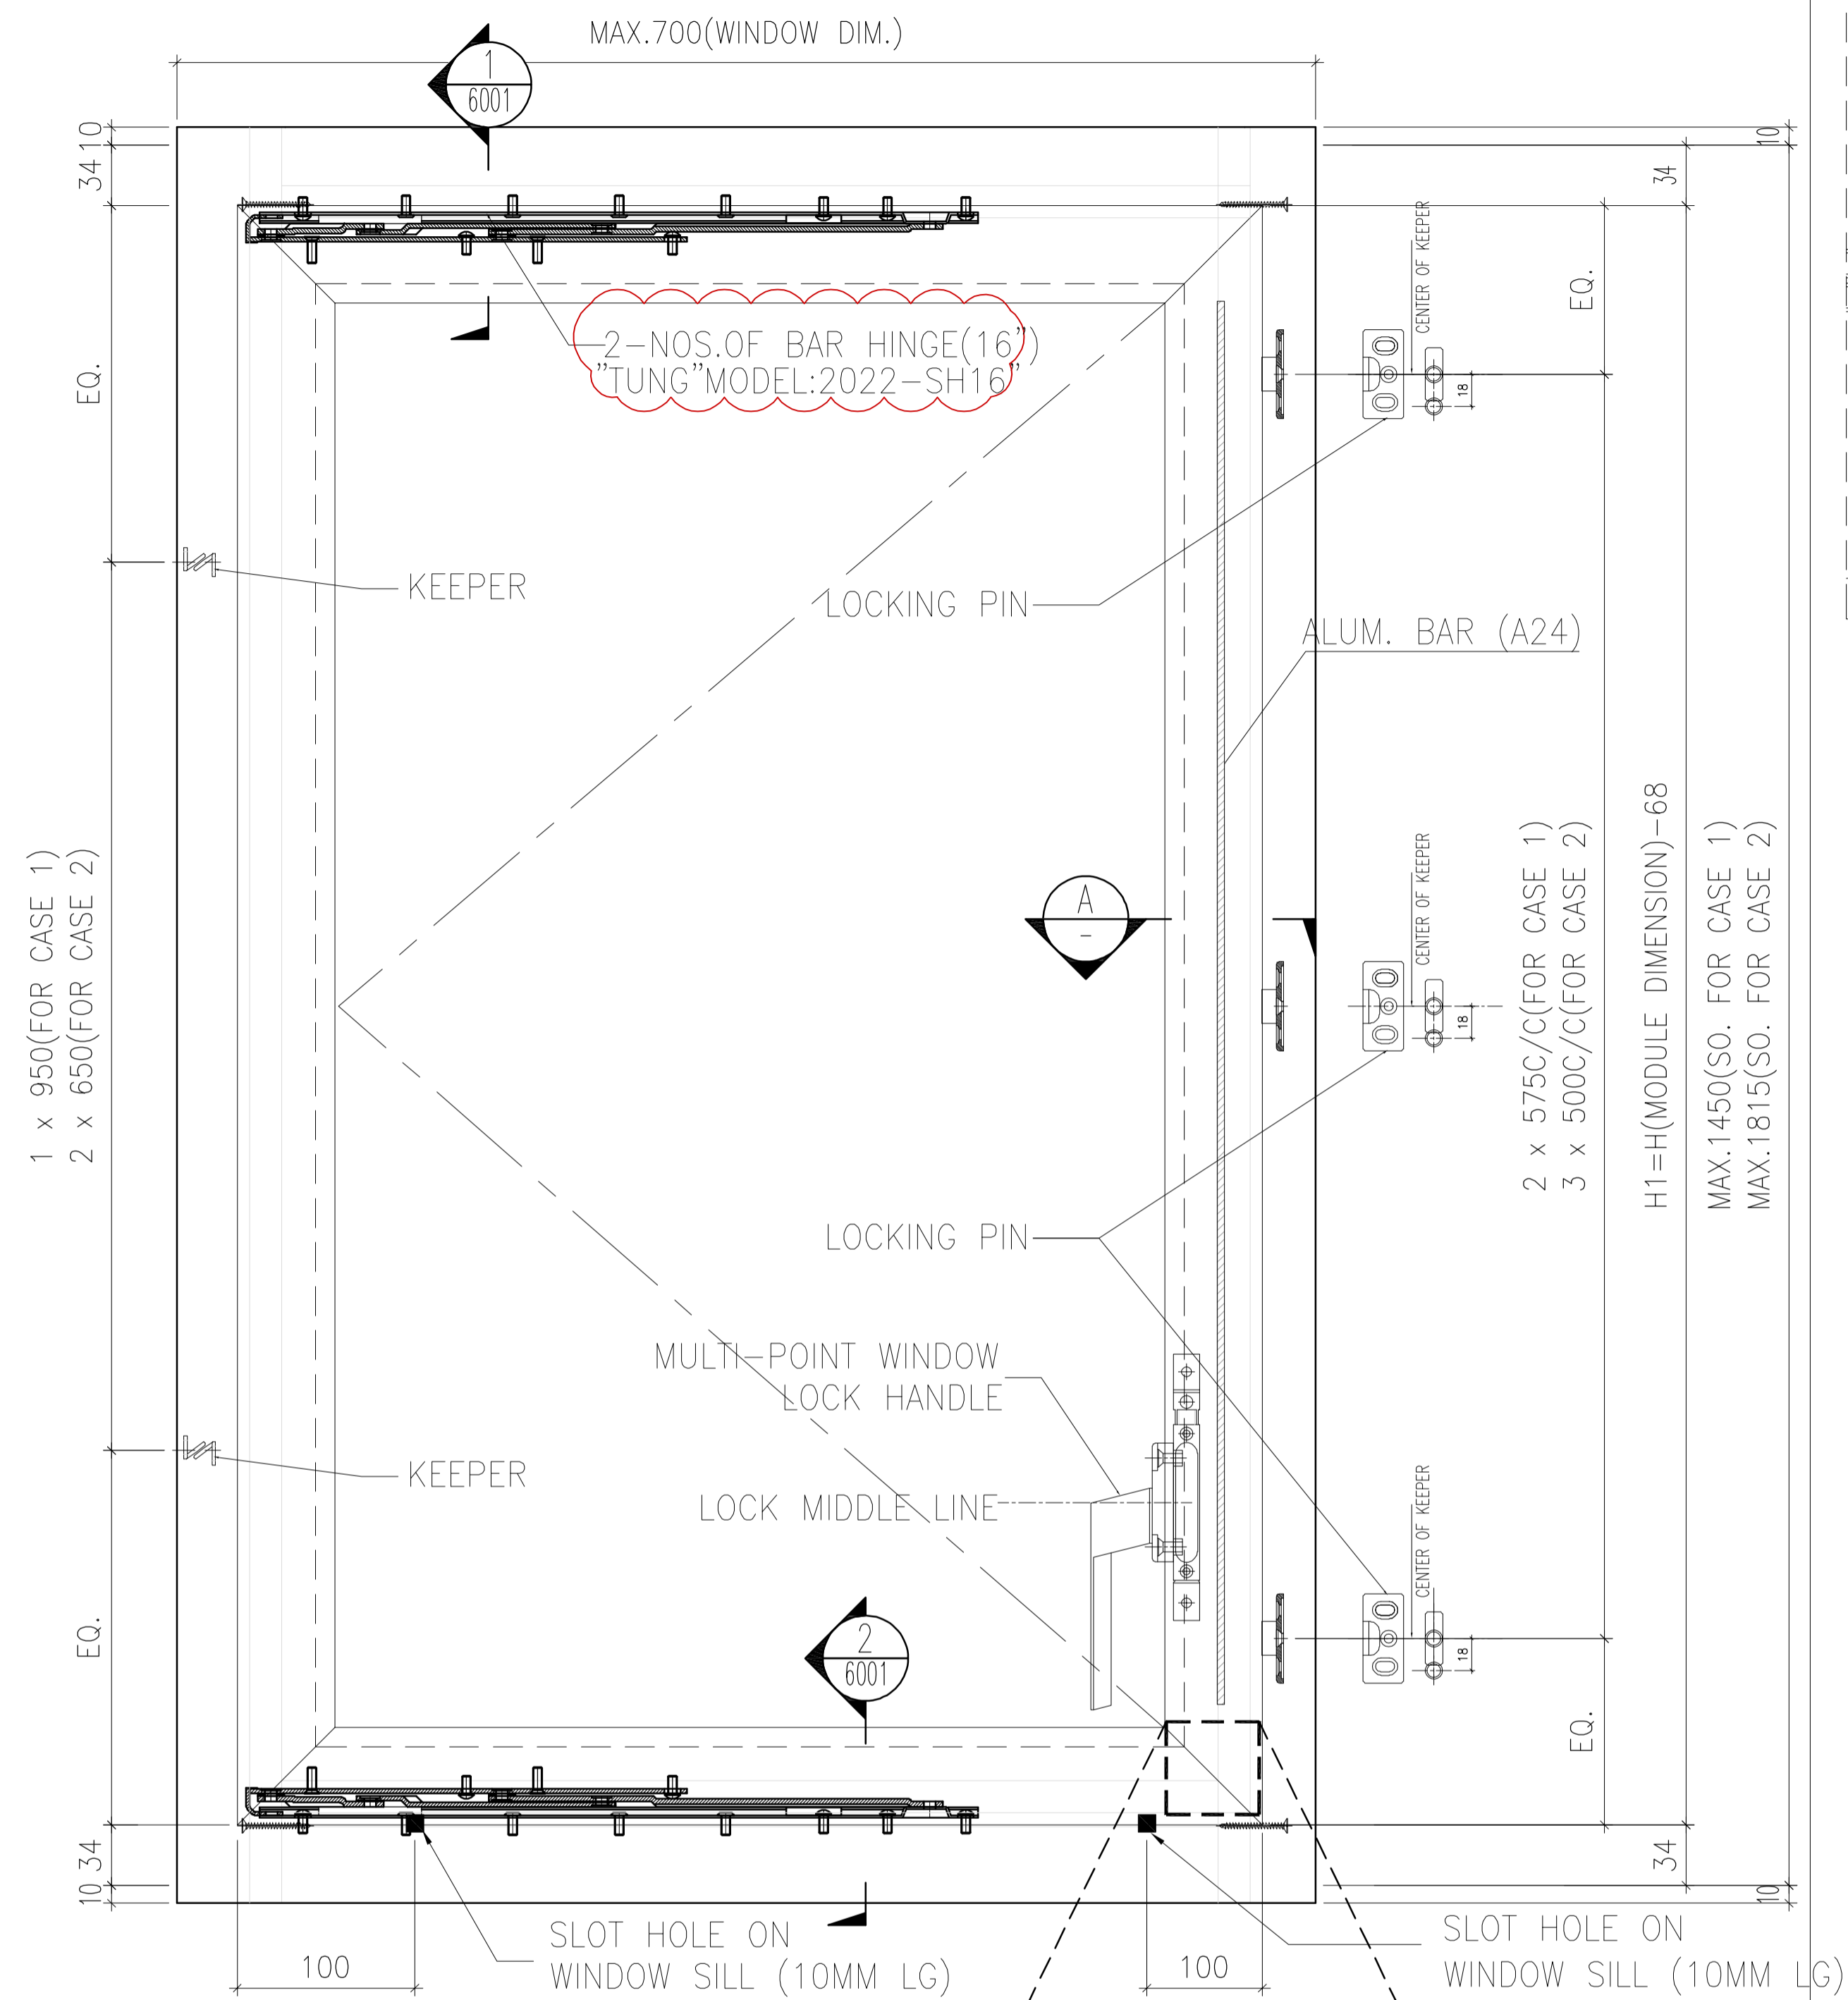 MAX.700(WINDOW DIM.)
1
6001
10
34
10
34
2-NOS.OF BAR HINGE(16")
"TUNG"MODEL:2022-SH16"
EQ.
EQ.
CENTER OF KEEPER
18
KEEPER
LOCKING PIN
ALUM. BAR (A24)
1 x 950(FOR CASE 1)
2 x 650(FOR CASE 2)
A
-
CENTER OF KEEPER
18
2 x 575C/C(FOR CASE 1)
3 x 500C/C(FOR CASE 2)
H1=H(MODULE DIMENSION)-68
MAX.1450(SO. FOR CASE 1)
MAX.1815(SO. FOR CASE 2)
LOCKING PIN
MULTI-POINT WINDOW
LOCK HANDLE
KEEPER
LOCK MIDDLE LINE
CENTER OF KEEPER
18
EQ.
2
6001
EQ.
34
10
34
10
SLOT HOLE ON
WINDOW SILL (10MM LG)
100
100
SLOT HOLE ON
WINDOW SILL (10MM LG)